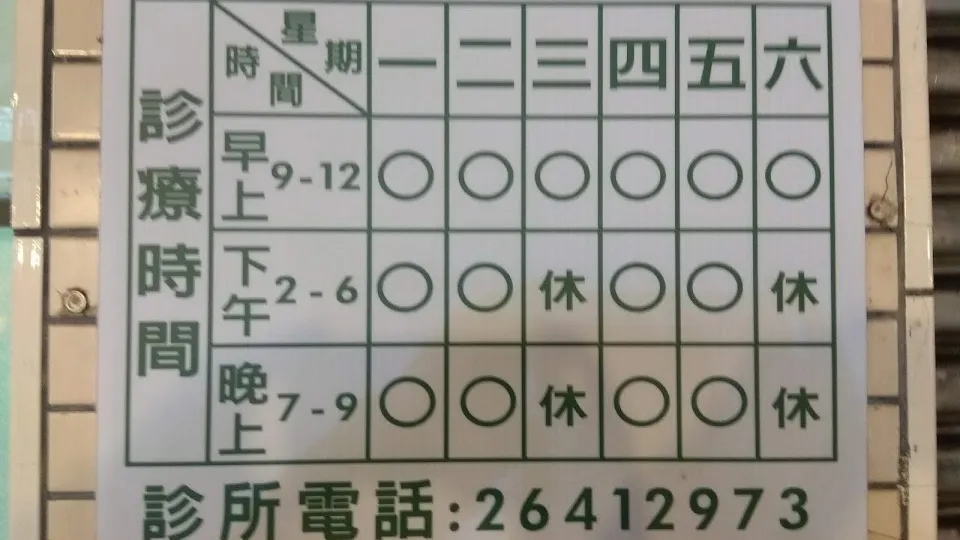 診療時間
星期 時間 一 二 三 四 五 六
早上 9-12 ○ ○ ○ ○ ○ ○
下午 2-6 ○ ○ 休 ○ ○ 休
晚上 7-9 ○ ○ 休 ○ ○ 休
診所電話:26412973